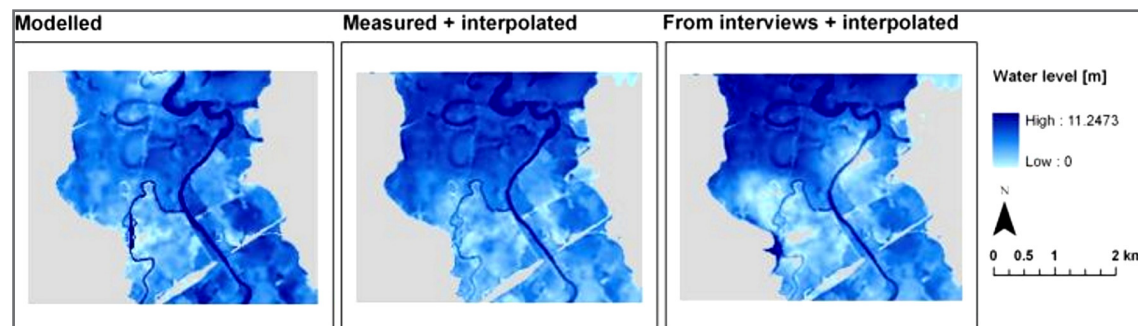 Modelled
Measured + interpolated
From interviews + interpolated
Water level [m]
High : 11.2473
Low : 0
N
0 0.5 1 2 km